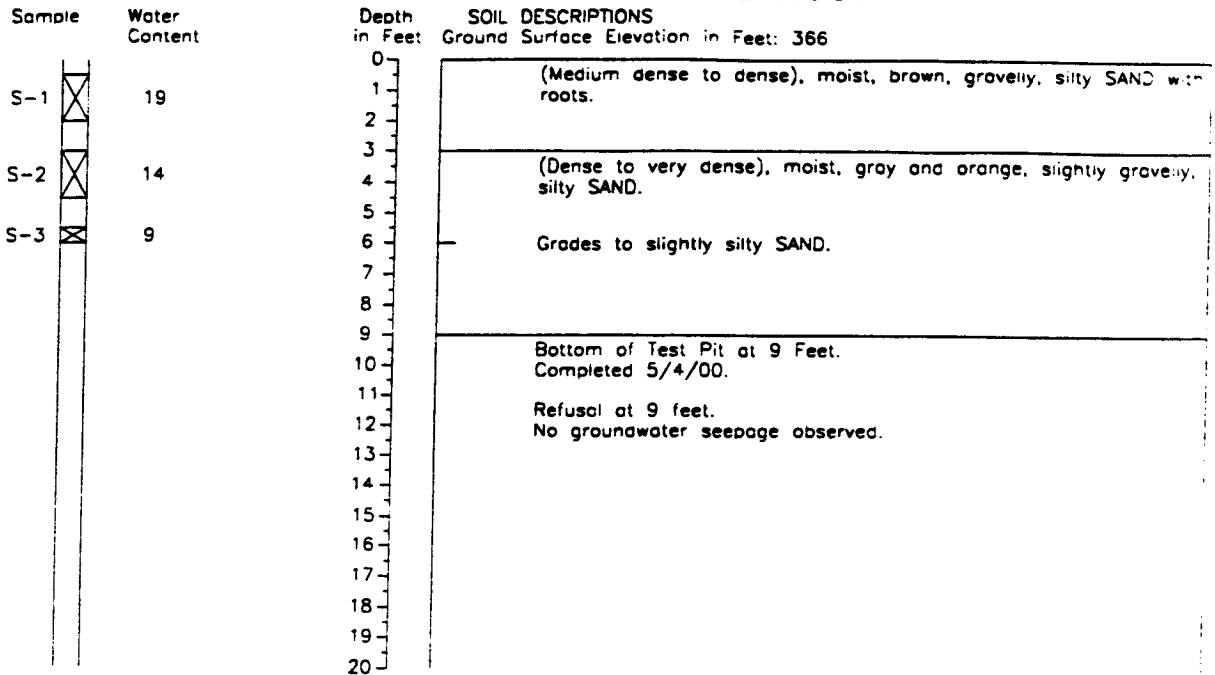 Sample Water Content
Depth in Feet
SOIL DESCRIPTIONS
Ground Surface Elevation in Feet: 366
S-1 19
S-2 14
S-3 9
0
1
2
3
4
5
6
7
8
9
10
11
12
13
14
15
16
17
18
19
20
(Medium dense to dense), moist, brown, gravelly, silty SAND with
roots.
(Dense to very dense), moist, gray and orange, slightly gravelly,
silty SAND.
Grades to slightly silty SAND.
Bottom of Test Pit at 9 Feet.
Completed 5/4/00.
Refusal at 9 feet.
No groundwater seepage observed.